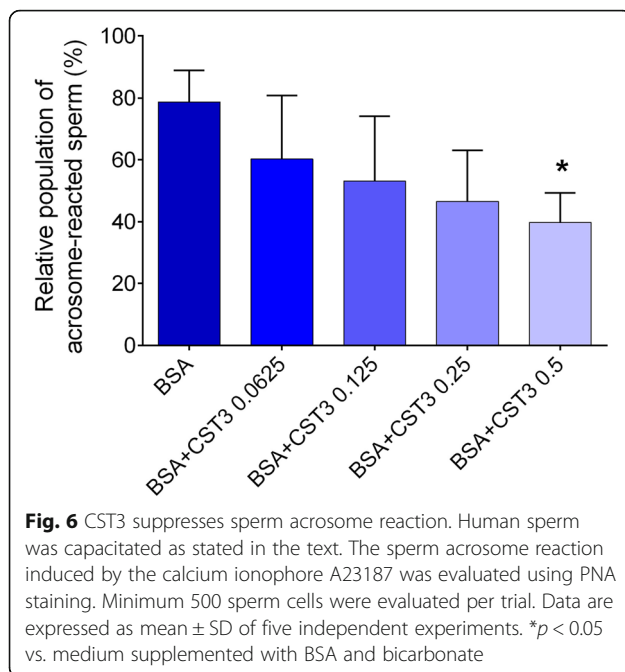 Relative population of
acrosome-reacted sperm (%)
100
80
60
40
20
0
*
BSA
BSA+CST3 0.0625
BSA+CST3 0.125
BSA+CST3 0.25
BSA+CST3 0.5
Fig. 6 CST3 suppresses sperm acrosome reaction. Human sperm
was capacitated as stated in the text. The sperm acrosome reaction
induced by the calcium ionophore A23187 was evaluated using PNA
staining. Minimum 500 sperm cells were evaluated per trial. Data are
expressed as mean ± SD of five independent experiments. *p < 0.05
vs. medium supplemented with BSA and bicarbonate